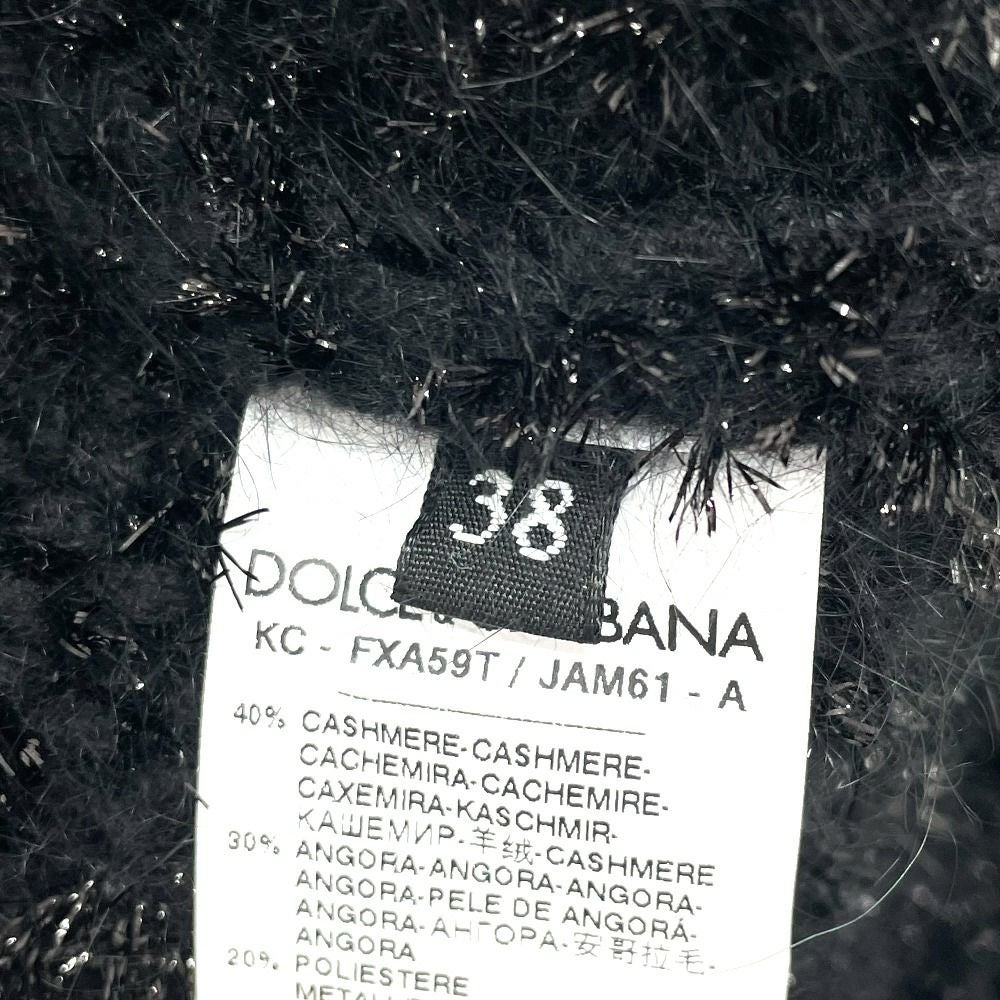 38
DOLCE & BANA
KC - FXA59T / JAM61 - A
40% CASHMERE-CASHMERE-
CACHEMIRA-CACHEMIRE-
CAXEMIRA-KASCHMIR-
КАШЕМИР-羊绒-CASHMERE
30% ANGORA-ANGORA-ANGORA-
ANGORA-PELE DE ANGORÁ-
ANGORA-АНГОРА-安哥拉毛-
ANGORA
20% POLIESTERE